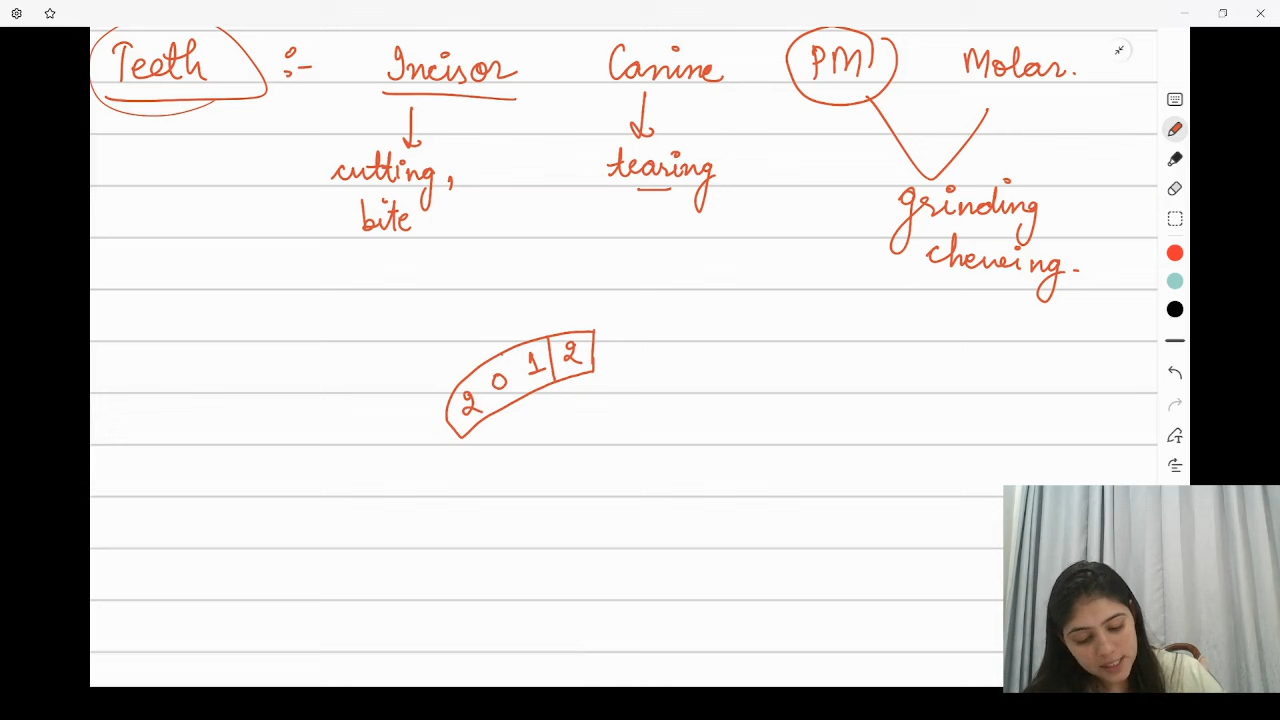 Teeth :- Incisor Canine PM) Molar.
cutting, tearing grinding
bite chewing.
2 0 1 2